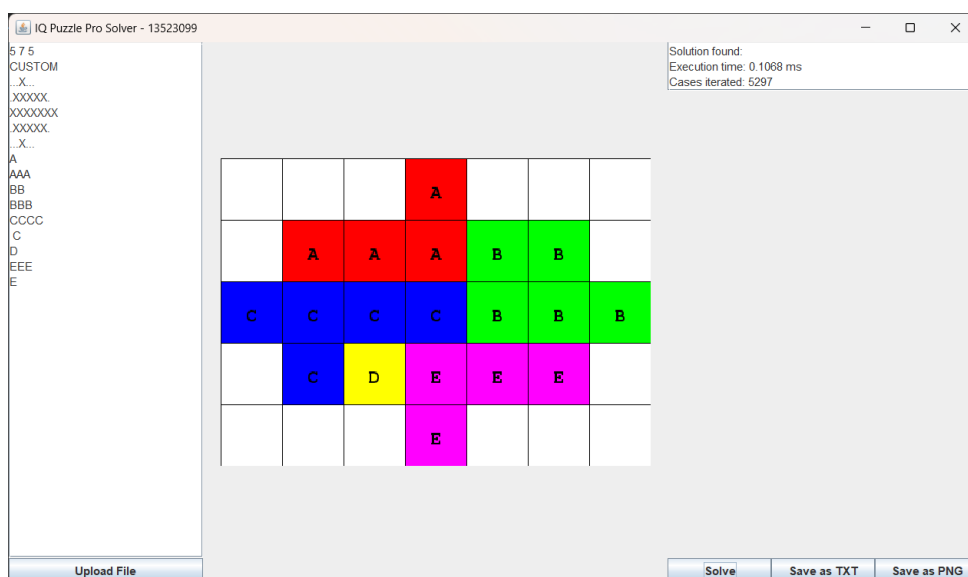 IQ Puzzle Pro Solver - 13523099
5 7 5
CUSTOM
...X...
.XXXXX.
XXXXXXX
.XXXXX.
...X...
A
AAA
BB
BBB
CCCC
 C
D
EEE
E
Upload File
A
A A A B B
C C C C B B B
C D E E E
E
Solution found:
Execution time: 0.1068 ms
Cases iterated: 5297
Solve Save as TXT Save as PNG